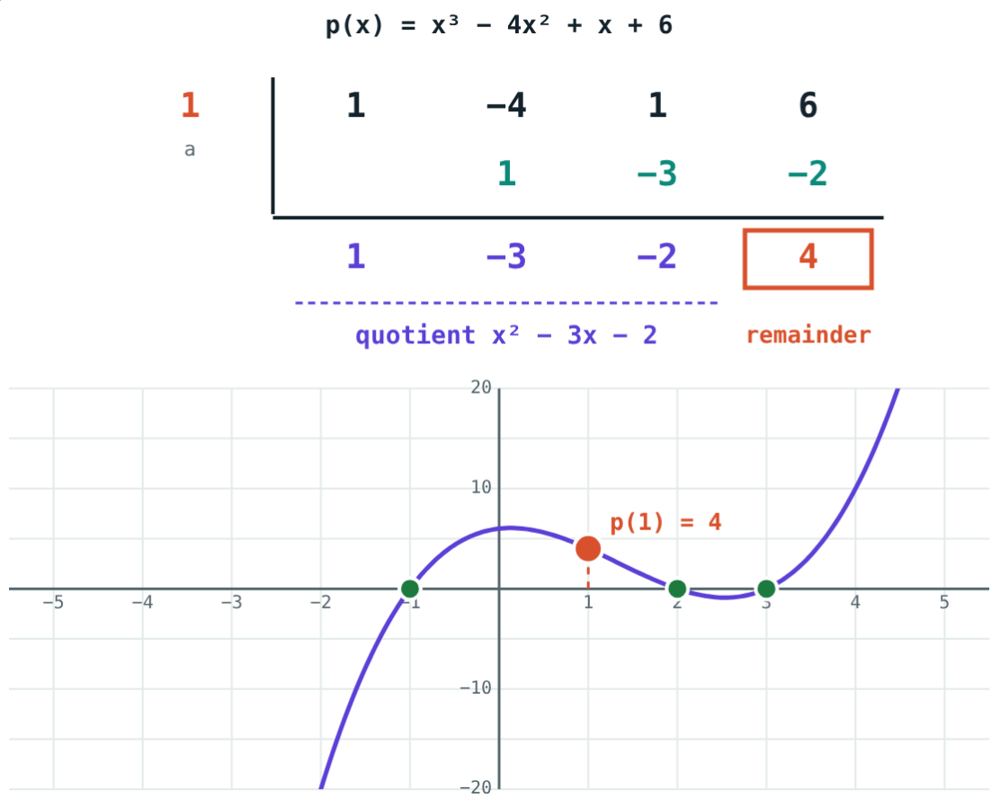 p(x) = x³ − 4x² + x + 6
1 1 −4 1 6
a
1 −3 −2
1 −3 −2 4
quotient x² − 3x − 2 remainder
20
10
p(1) = 4
−5 −4 −3 −2 −1 1 2 3 4 5
−10
−20